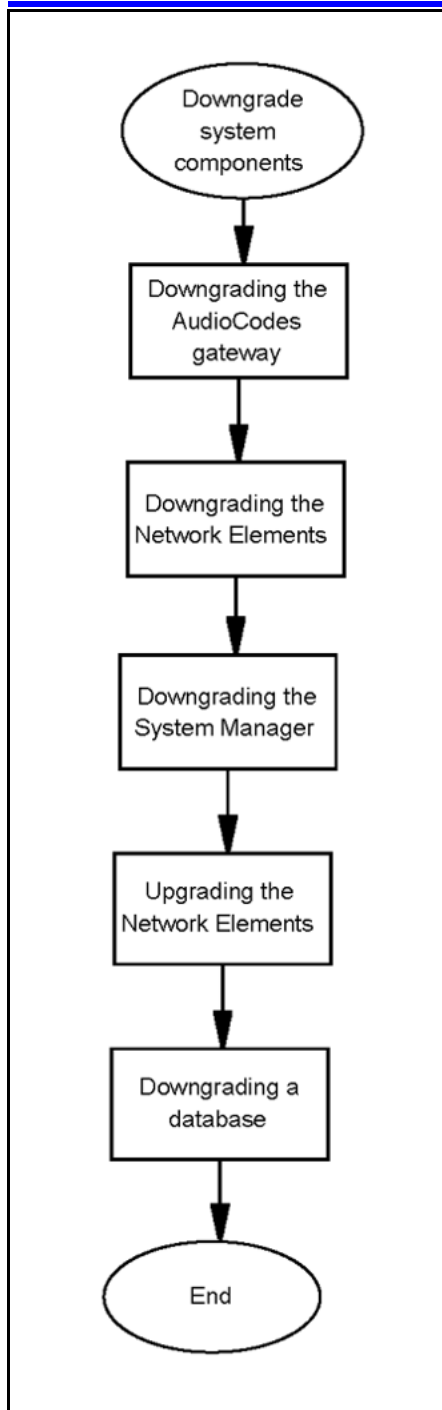 Downgrade
system
components
Downgrading the
AudioCodes
gateway
Downgrading the
Network Elements
Downgrading the
System Manager
Upgrading the
Network Elements
Downgrading a
database
End